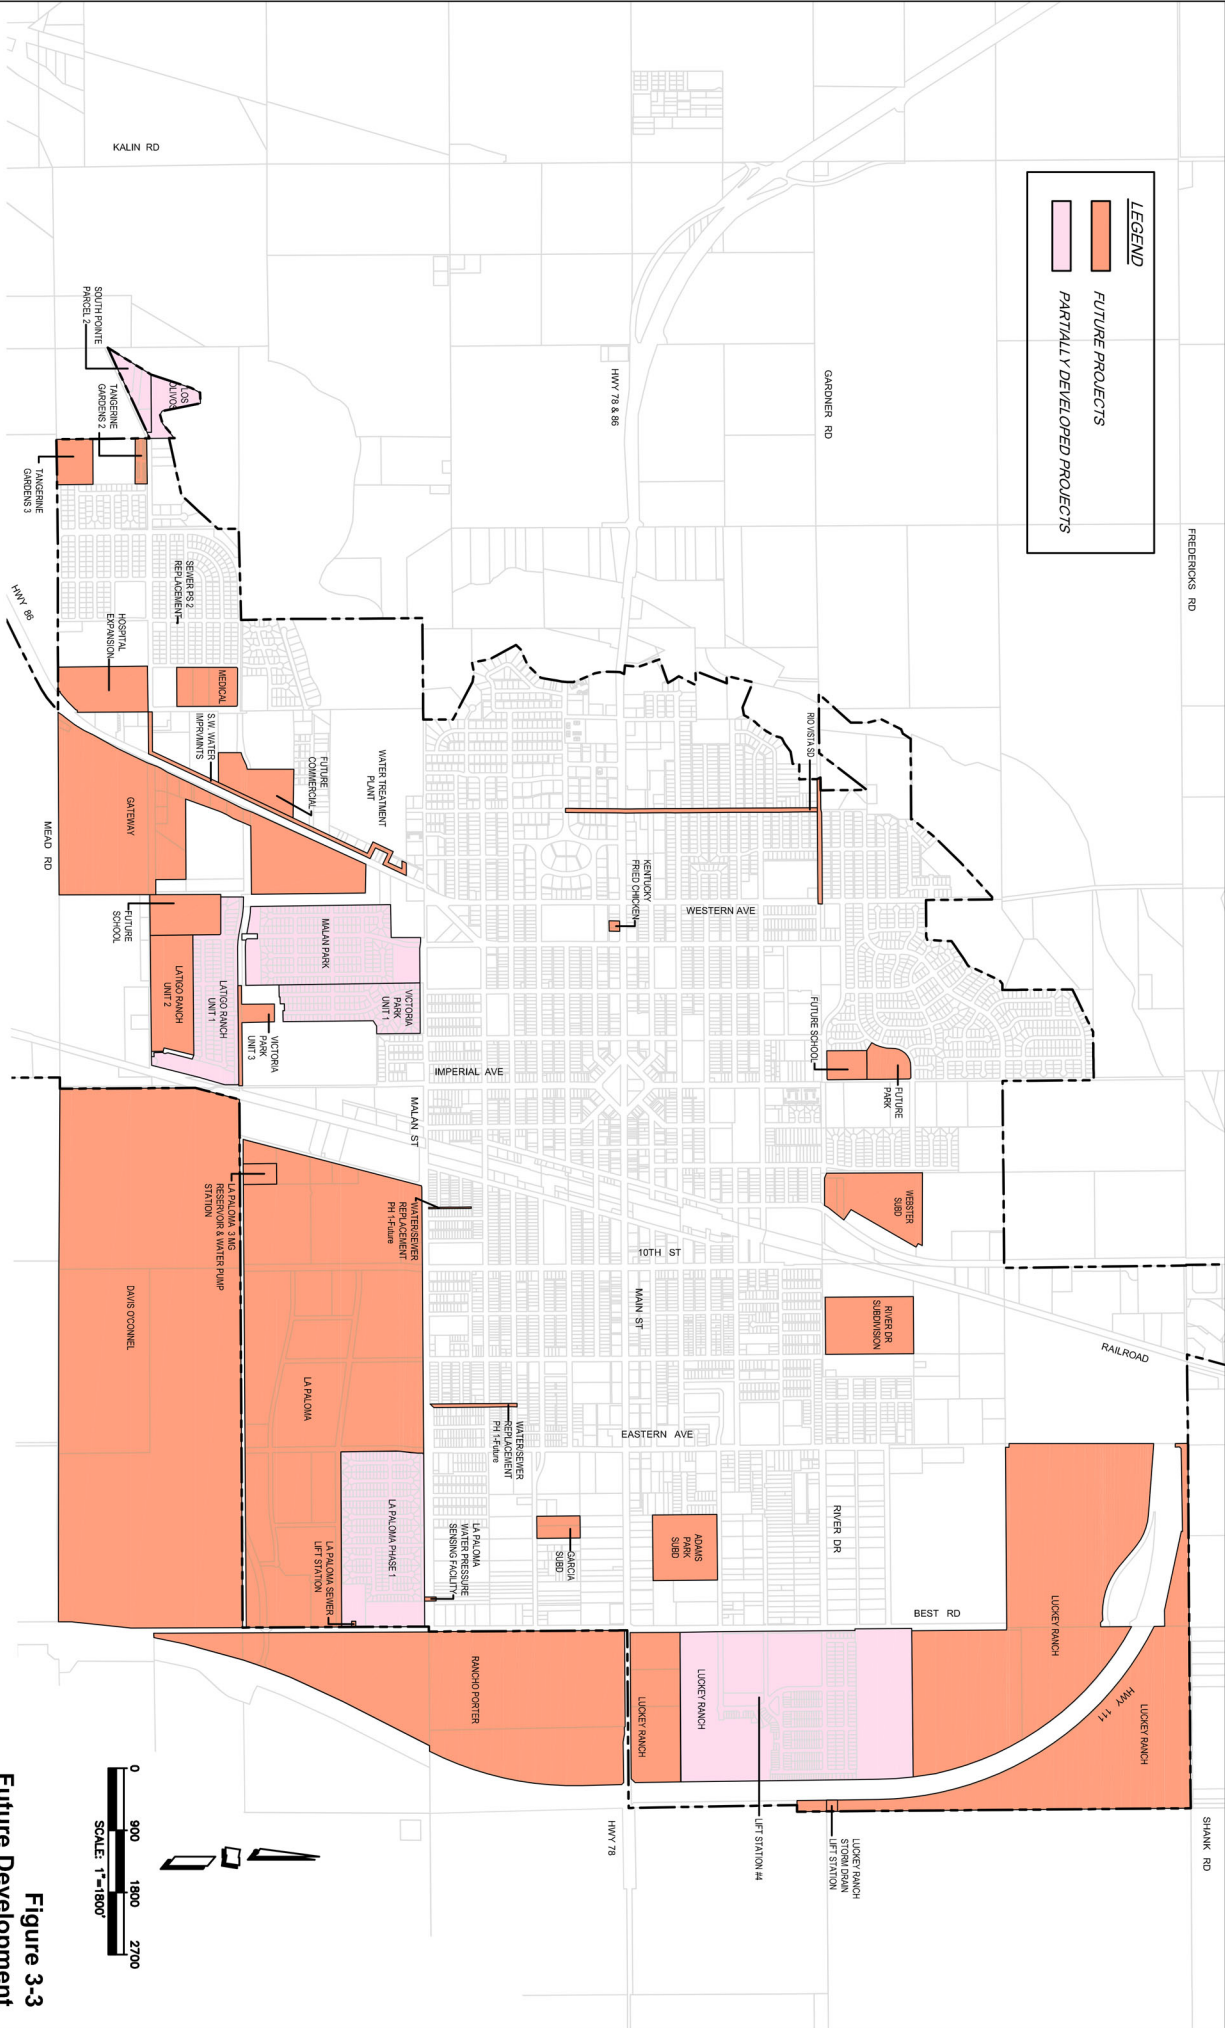 LEGEND
FUTURE PROJECTS
PARTIALLY DEVELOPED PROJECTS
KALIN RD
FREDERICKS RD
GARDNER RD
HWY 78 & 86
SOUTH POINTE
PARCEL 2
LOS
OLIVOS
TANGERINE
GARDENS 2
TANGERINE
GARDENS 3
HWY 86
SEWER PS 2
REPLACEMENT
HOSPITAL
EXPANSION
MEDICAL
S.W. WATER
IMPRVMNTS
FUTURE
COMMERCIAL
WATER TREATMENT
PLANT
RIO VISTA SD
GATEWAY
MEAD RD
KENTUCKY
FRIED CHICKEN
WESTERN AVE
FUTURE
SCHOOL
MALAN PARK
LATIGO RANCH
UNIT 2
LATIGO RANCH
UNIT 1
VICTORIA
PARK
UNIT 1
VICTORIA
PARK
UNIT 3
FUTURE SCHOOL
FUTURE
PARK
IMPERIAL AVE
MALAN ST
LA PALOMA 3 MG
RESERVOIR & WATER PUMP
STATION
WATER/SEWER
REPLACEMENT
PH 1-Future
WEBSTER
SUBD
10TH ST
MAIN ST
RIVER DR
SUBDIVISION
RAILROAD
DAVIS O'CONNEL
LA PALOMA
WATER/SEWER
REPLACEMENT
PH 1-Future
EASTERN AVE
LA PALOMA PHASE 1
LA PALOMA
WATER PRESSURE
SENSING FACILITY
LA PALOMA SEWER
LIFT STATION
GARCIA
SUBD
ADAMS
PARK
SUBD
RIVER DR
BEST RD
LUCKEY RANCH
RANCHO PORTER
LUCKEY RANCH
LUCKEY RANCH
HWY 111
LUCKEY RANCH
HWY 78
LIFT STATION #4
LUCKEY RANCH
STORM DRAIN
LIFT STATION
SHANK RD
0 900 1800 2700
SCALE: 1"=1800'
Figure 3-3
Future Development